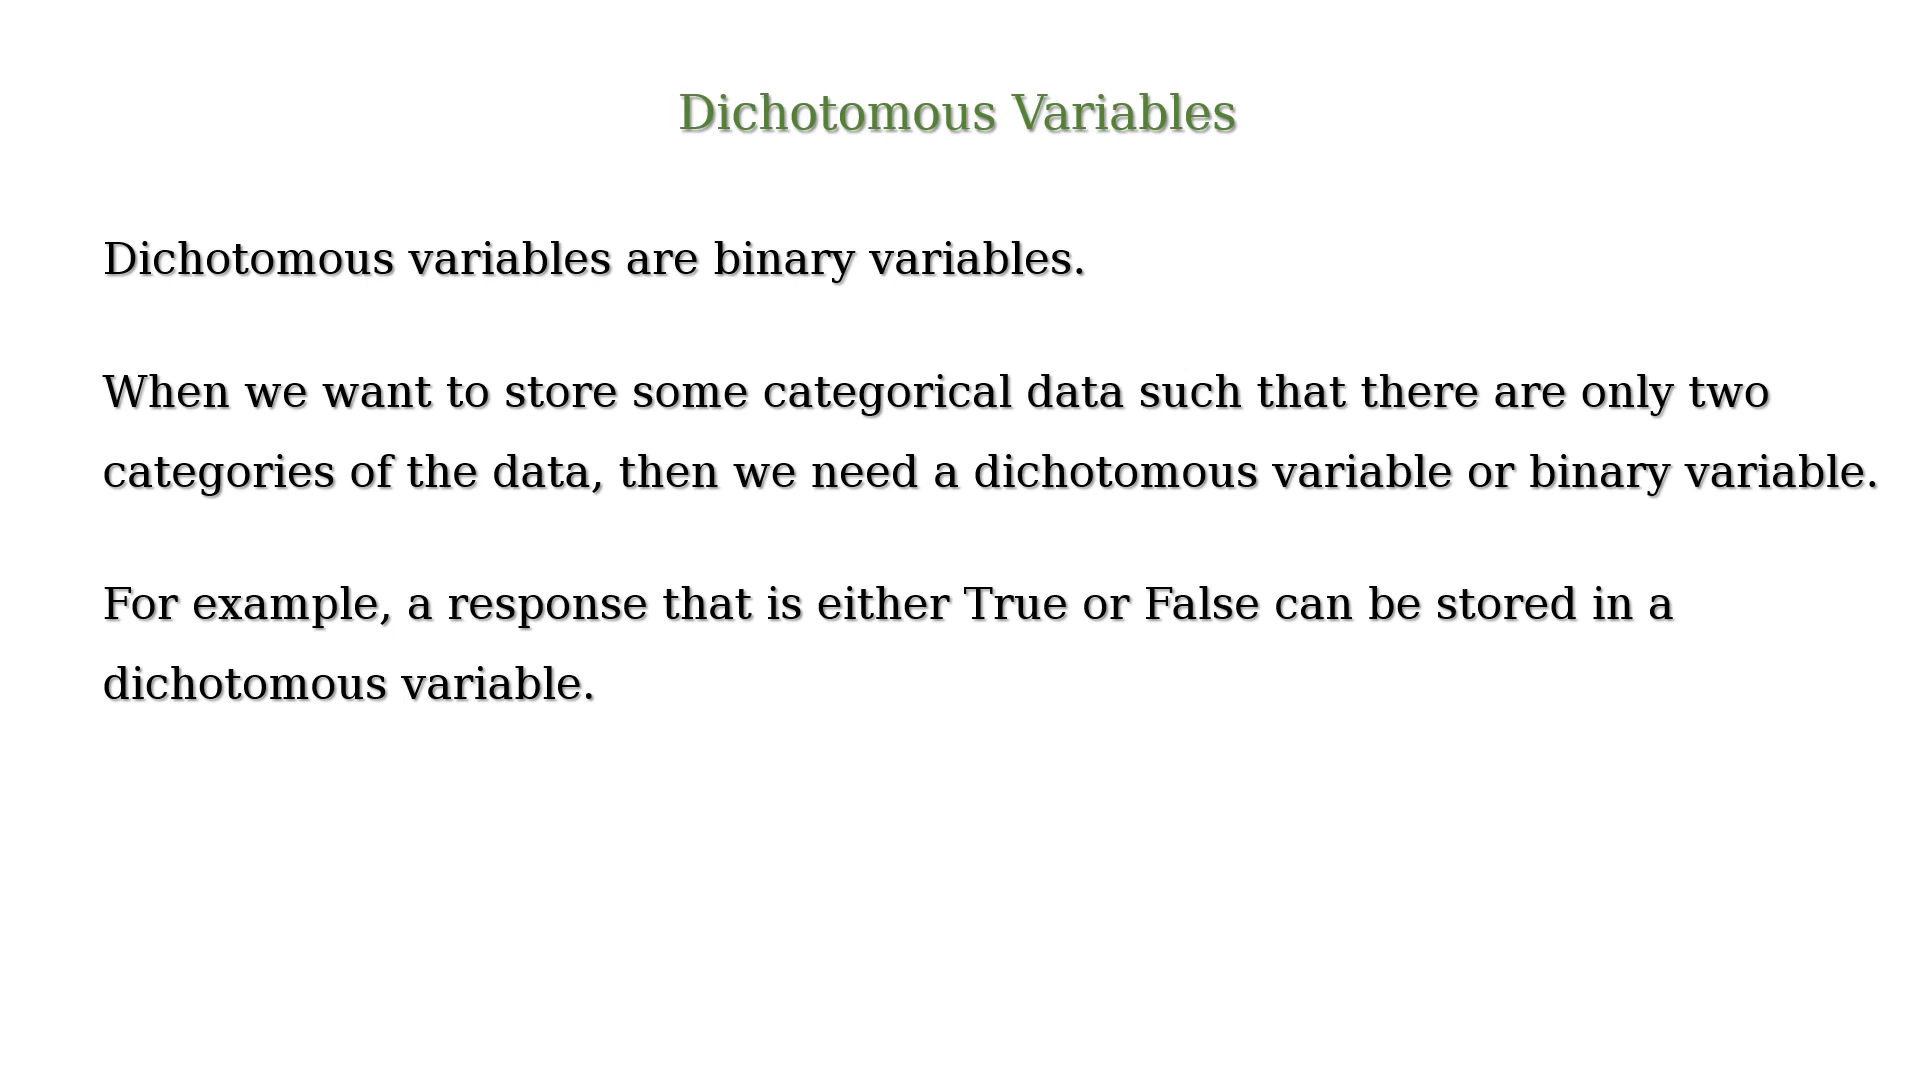 Dichotomous Variables
Dichotomous variables are binary variables.
When we want to store some categorical data such that there are only two
categories of the data, then we need a dichotomous variable or binary variable.
For example, a response that is either True or False can be stored in a
dichotomous variable.